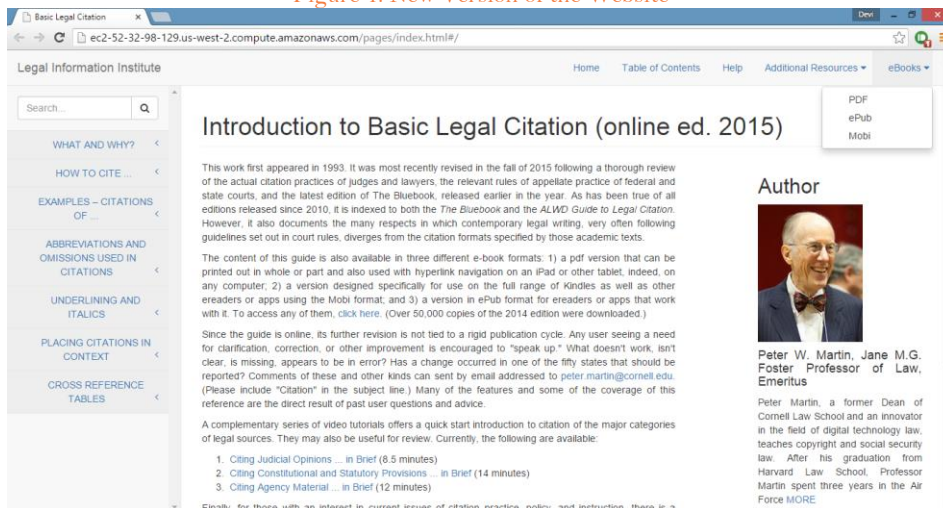 Figure 1: New Version of the Website
Basic Legal Citation
Devi
ec2-52-32-98-129.us-west-2.compute.amazonaws.com/pages/index.html#/
Legal Information Institute
Home Table of Contents Help Additional Resources eBooks
PDF
ePub
Mobi
Search...
WHAT AND WHY?
HOW TO CITE ...
EXAMPLES – CITATIONS
OF ...
ABBREVIATIONS AND
OMISSIONS USED IN
CITATIONS
UNDERLINING AND
ITALICS
PLACING CITATIONS IN
CONTEXT
CROSS REFERENCE
TABLES
Introduction to Basic Legal Citation (online ed. 2015)
This work first appeared in 1993. It was most recently revised in the fall of 2015 following a thorough review
of the actual citation practices of judges and lawyers, the relevant rules of appellate practice of federal and
state courts, and the latest edition of The Bluebook, released earlier in the year. As has been true of all
editions released since 2010, it is indexed to both the The Bluebook and the ALWD Guide to Legal Citation.
However, it also documents the many respects in which contemporary legal writing, very often following
guidelines set out in court rules, diverges from the citation formats specified by those academic texts.
The content of this guide is also available in three different e-book formats: 1) a pdf version that can be
printed out in whole or part and also used with hyperlink navigation on an iPad or other tablet, indeed, on
any computer; 2) a version designed specifically for use on the full range of Kindles as well as other
ereaders or apps using the Mobi format; and 3) a version in ePub format for ereaders or apps that work
with it. To access any of them, click here. (Over 50,000 copies of the 2014 edition were downloaded.)
Since the guide is online, its further revision is not tied to a rigid publication cycle. Any user seeing a need
for clarification, correction, or other improvement is encouraged to "speak up." What doesn't work, isn't
clear, is missing, appears to be in error? Has a change occurred in one of the fifty states that should be
reported? Comments of these and other kinds can sent by email addressed to peter.martin@cornell.edu.
(Please include "Citation" in the subject line.) Many of the features and some of the coverage of this
reference are the direct result of past user questions and advice.
A complementary series of video tutorials offers a quick start introduction to citation of the major categories
of legal sources. They may also be useful for review. Currently, the following are available:
1. Citing Judicial Opinions ... in Brief (8.5 minutes)
2. Citing Constitutional and Statutory Provisions ... in Brief (14 minutes)
3. Citing Agency Material ... in Brief (12 minutes)
Finally, for those with an interest in current issues of citation practice, policy, and instruction, there is a
Author
Peter W. Martin, Jane M.G.
Foster Professor of Law,
Emeritus
Peter Martin, a former Dean of
Cornell Law School and an innovator
in the field of digital technology law,
teaches copyright and social security
law. After his graduation from
Harvard Law School, Professor
Martin spent three years in the Air
Force MORE